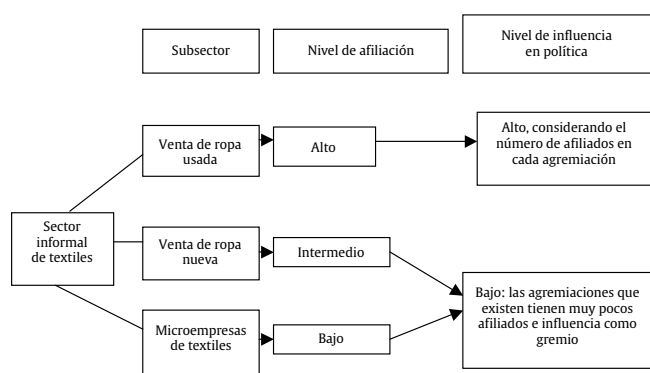 Subsector
Nivel de afiliación
Nivel de influencia
en política
Venta de ropa
usada
Alto
Alto, considerando el
número de afiliados en
cada agremiación
Sector
informal
de textiles
Venta de ropa
nueva
Intermedio
Bajo: las agremiaciones que
existen tienen muy pocos
afiliados e influencia como
gremio
Microempresas
de textiles
Bajo